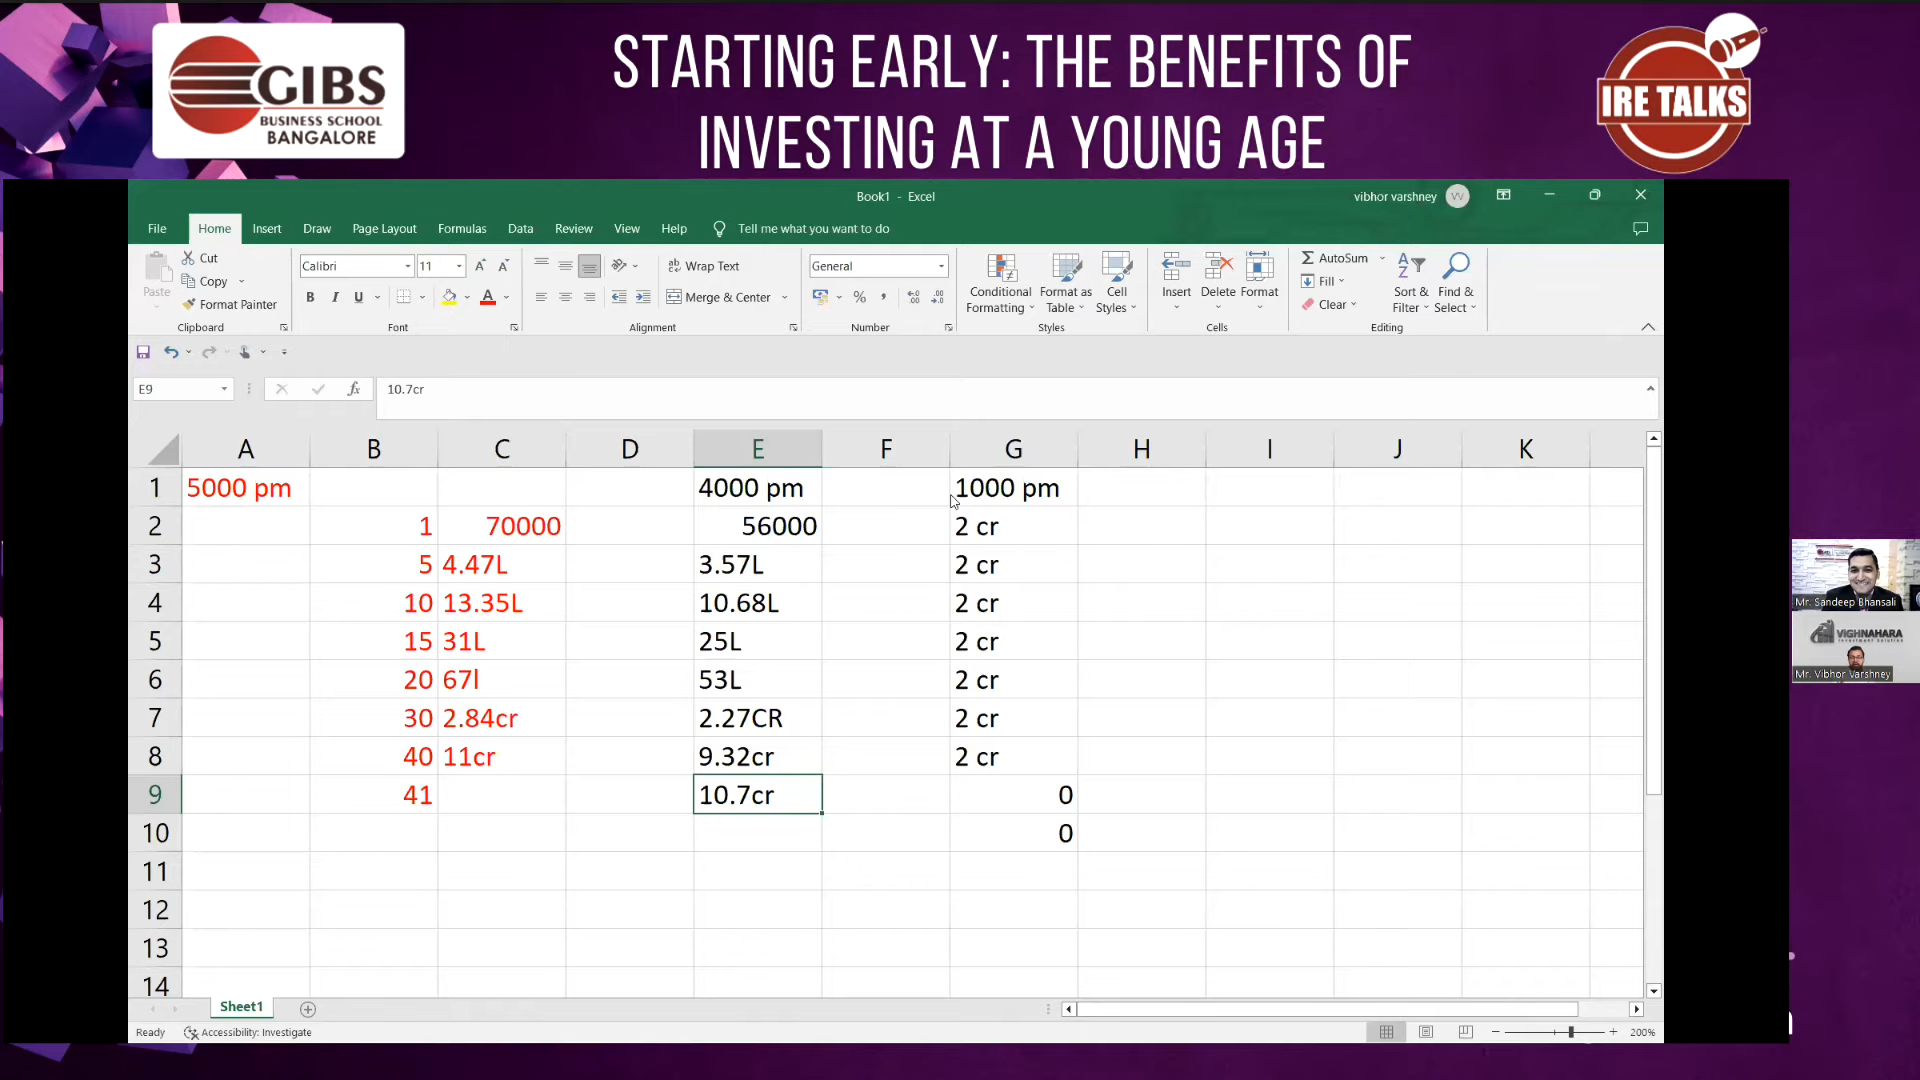 STARTING EARLY: THE BENEFITS OF
INVESTING AT A YOUNG AGE
GIBS
BUSINESS SCHOOL
BANGALORE
IRE TALKS
Book1 - Excel
vibhor varshney
VV
File Home Insert Draw Page Layout Formulas Data Review View Help Tell me what you want to do
Paste
Cut
Copy
Format Painter
Clipboard
Calibri 11
B I U
Font
Wrap Text
Merge & Center
Alignment
General
Number
Conditional Formatting
Format as Table
Cell Styles
Styles
Insert Delete Format
Cells
AutoSum
Fill
Clear
Sort & Filter
Find & Select
Editing
E9 fx 10.7cr
A B C D E F G H I J K
1 5000 pm 4000 pm 1000 pm
2 1 70000 56000 2 cr
3 5 4.47L 3.57L 2 cr
4 10 13.35L 10.68L 2 cr
5 15 31L 25L 2 cr
6 20 67l 53L 2 cr
7 30 2.84cr 2.27CR 2 cr
8 40 11cr 9.32cr 2 cr
9 41 10.7cr 0
10 0
11
12
13
14
Sheet1
Ready Accessibility: Investigate 200%
Mr. Sandeep Bhansali
VIGHNAHARA
Investment Solution
Mr. Vibhor Varshney